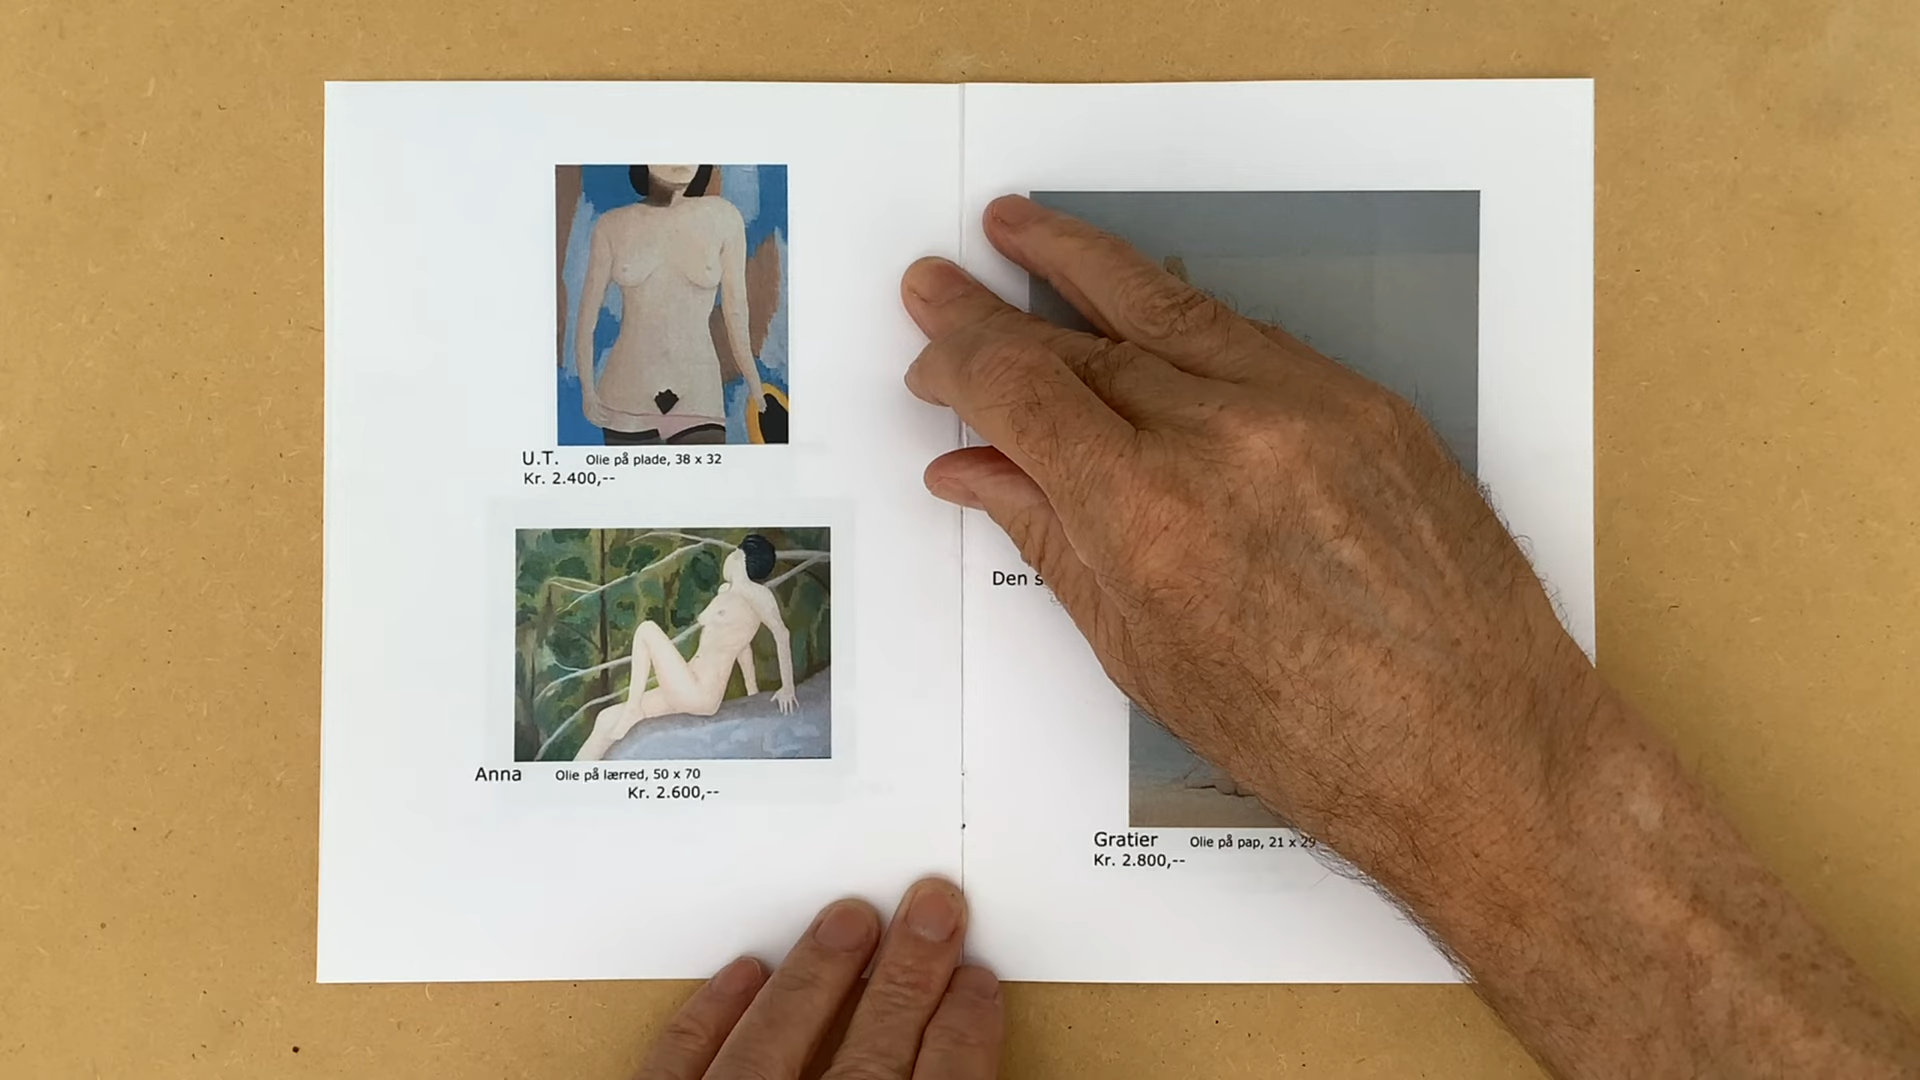 U.T. Olie på plade, 38 x 32
Kr. 2.400,--
Anna Olie på lærred, 50 x 70
Kr. 2.600,--
Den
Gratier Olie på pap, 21 x 29
Kr. 2.800,--